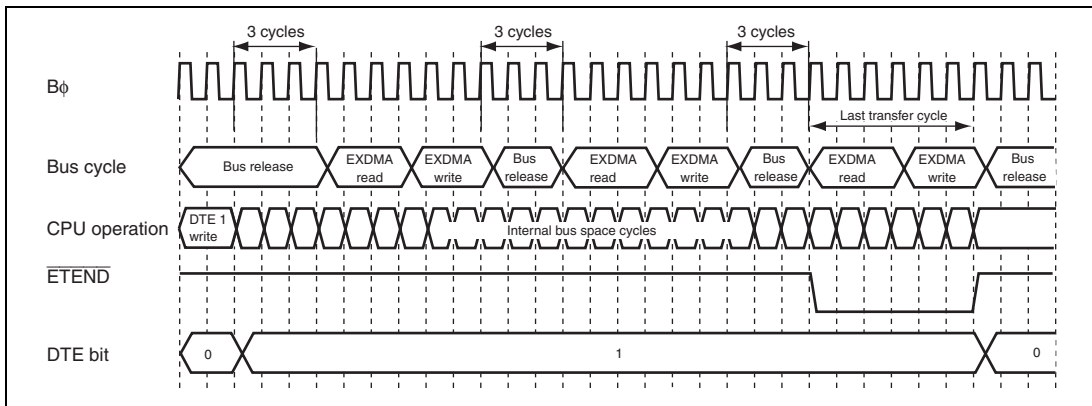 3 cycles 3 cycles 3 cycles
Bφ
Last transfer cycle
Bus cycle Bus release EXDMA read EXDMA write Bus release EXDMA read EXDMA write Bus release EXDMA read EXDMA write Bus release
CPU operation DTE 1 write Internal bus space cycles
ETEND
DTE bit 0 1 0